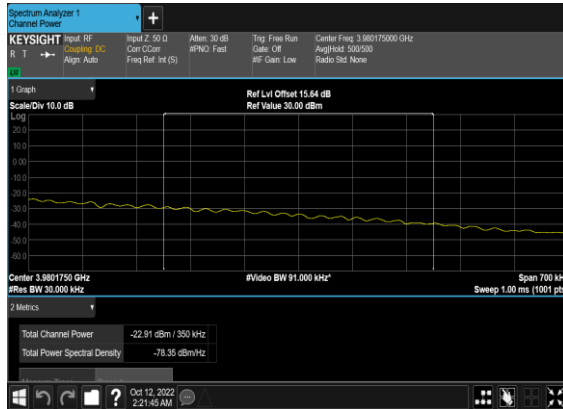 Spectrum Analyzer 1
Channel Power
+
KEYSIGHT
R T
LXI
Input: RF
Coupling: DC
Align: Auto
Input Z: 50 Ω
Corr CCorr
Freq Ref: Int (S)
Atten: 30 dB
#PNO: Fast
Trig: Free Run
Gate: Off
#IF Gain: Low
Center Freq: 3.980175000 GHz
Avg|Hold: 500/500
Radio Std: None
1 Graph
Scale/Div 10.0 dB
Ref Lvl Offset 15.64 dB
Ref Value 30.00 dBm
Log
20.0
10.0
0.00
-10.0
-20.0
-30.0
-40.0
-50.0
-60.0
Center 3.9801750 GHz
#Res BW 30.000 kHz
#Video BW 91.000 kHz*
Span 700 kH
Sweep 1.00 ms (1001 pts
2 Metrics
Total Channel Power -22.91 dBm / 350 kHz
Total Power Spectral Density -78.35 dBm/Hz
?
Oct 12, 2022
2:21:45 AM